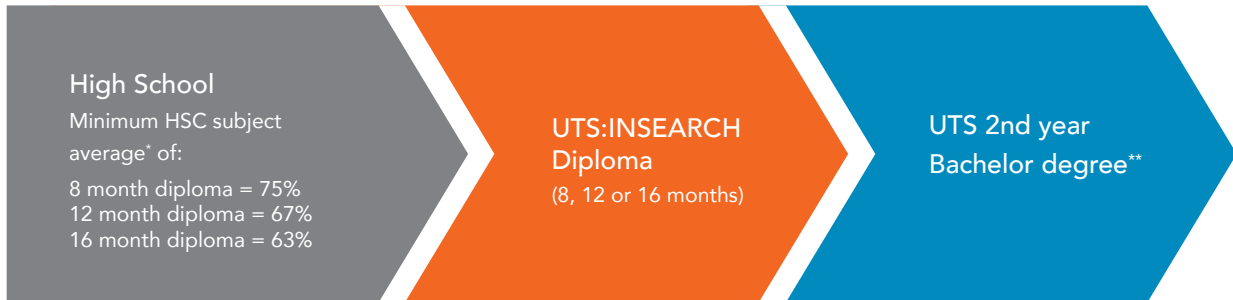 High School
Minimum HSC subject
average* of:
8 month diploma = 75%
12 month diploma = 67%
16 month diploma = 63%
UTS:INSEARCH
Diploma
(8, 12 or 16 months)
UTS 2nd year
Bachelor degree**